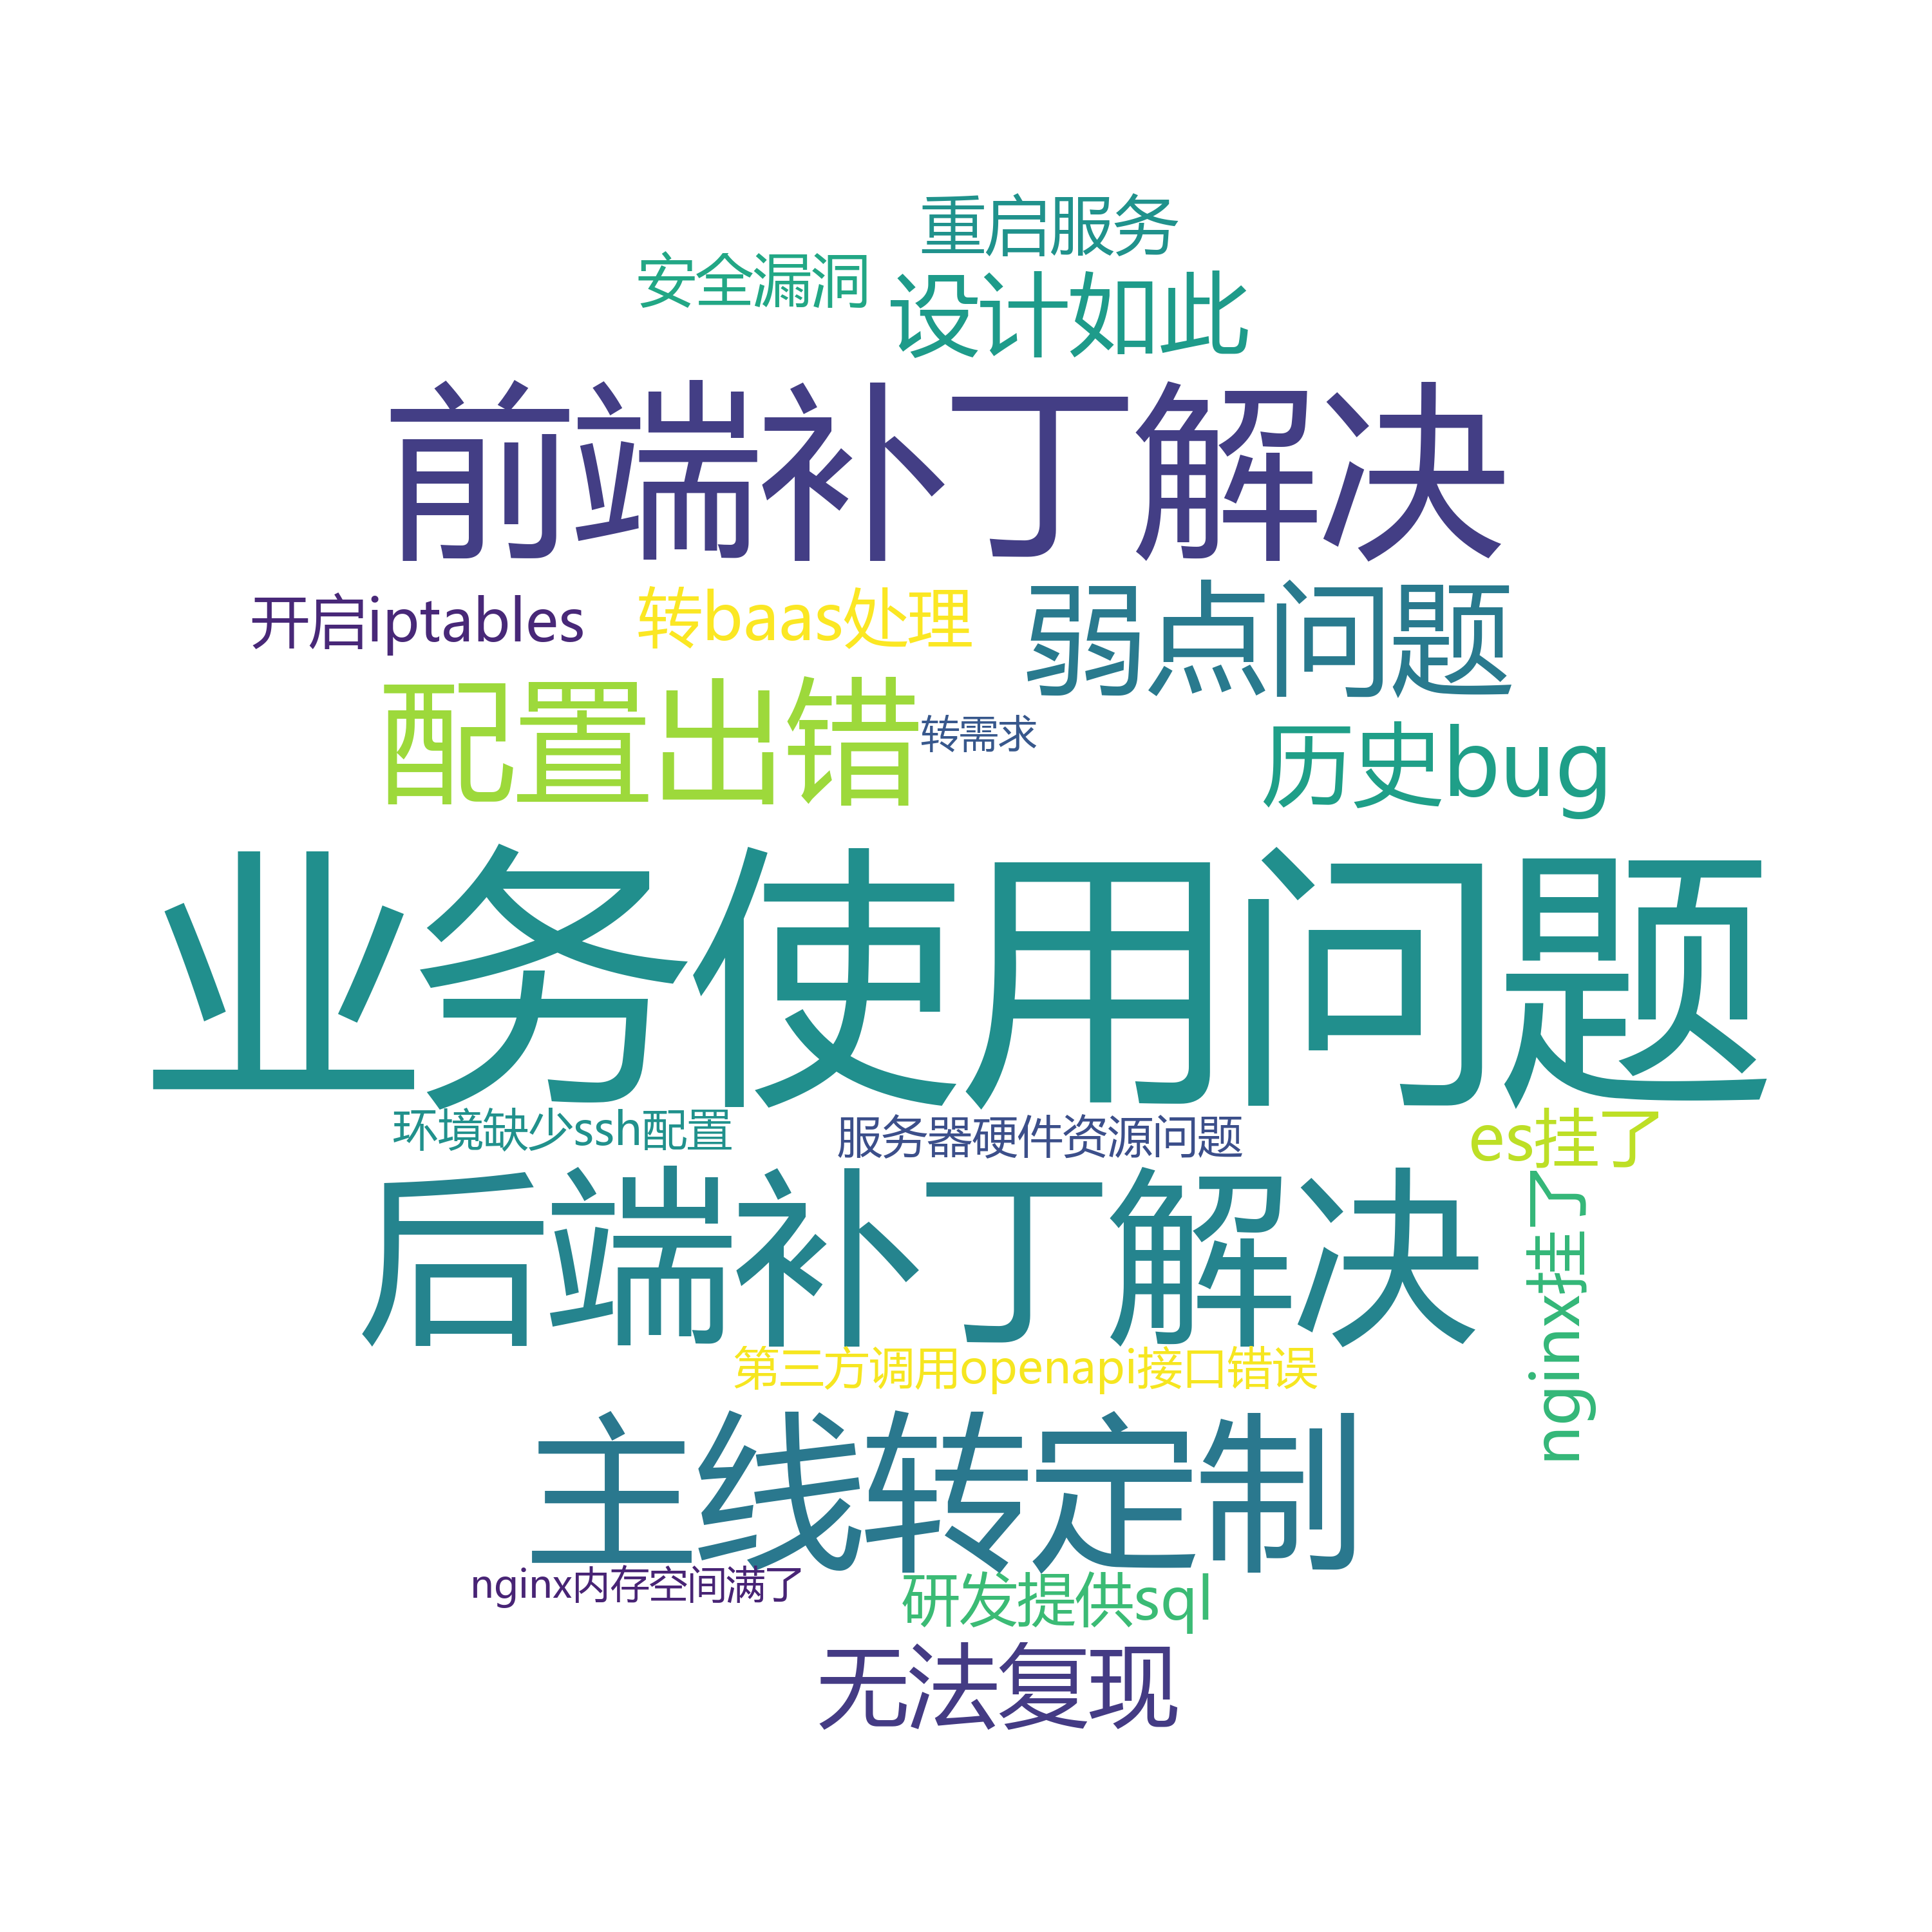 重启服务
安全漏洞
设计如此
前端补丁解决
开启iptables
转baas处理
弱点问题
配置出错
转需求
历史bug
业务使用问题
环境缺少ssh配置
服务器硬件资源问题
es挂了
后端补丁解决
nginx挂了
第三方调用openapi接口错误
主线转定制
nginx内存空间满了
研发提供sql
无法复现